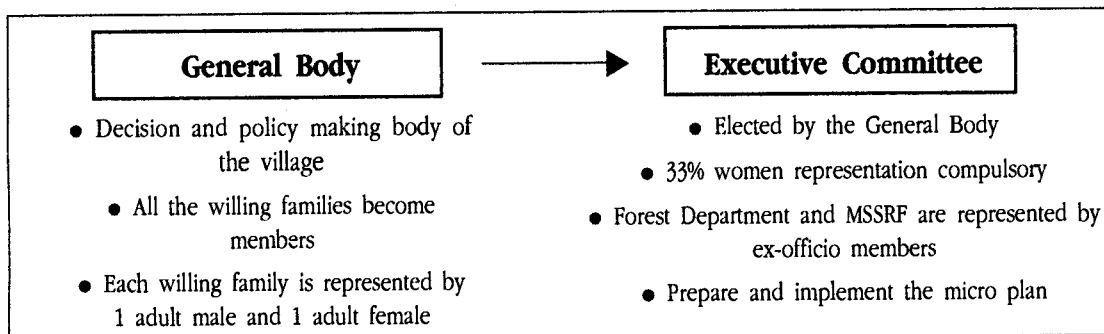 General Body
• Decision and policy making body of
the village
• All the willing families become
members
• Each willing family is represented by
1 adult male and 1 adult female
Executive Committee
• Elected by the General Body
• 33% women representation compulsory
• Forest Department and MSSRF are represented by
ex-officio members
• Prepare and implement the micro plan